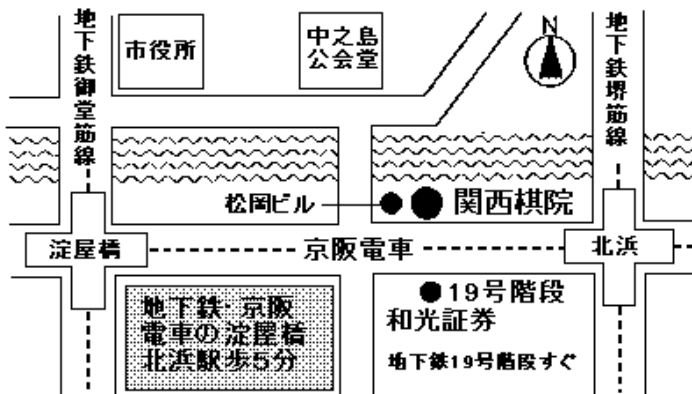 地下鉄御堂筋線
市役所
中之島
公会堂
N
地下鉄堺筋線
松岡ビル
関西棋院
淀屋橋
京阪電車
北浜
地下鉄・京阪
電車の淀屋橋
北浜駅歩5分
●19号階段
和光証券
地下鉄19号階段すぐ